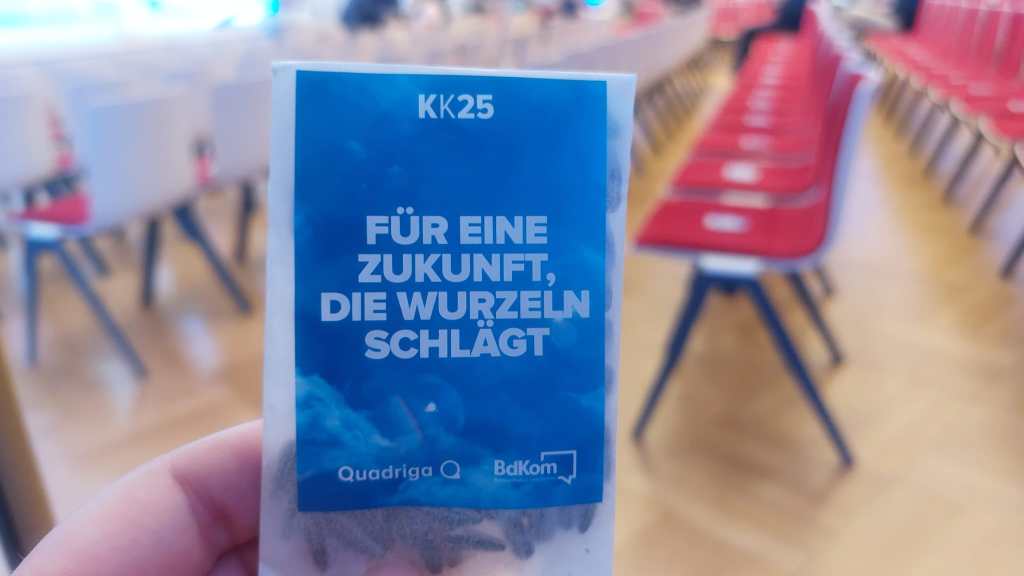 KK25
FÜR EINE
ZUKUNFT,
DIE WURZELN
SCHLÄGT
Quadriga
BdKom